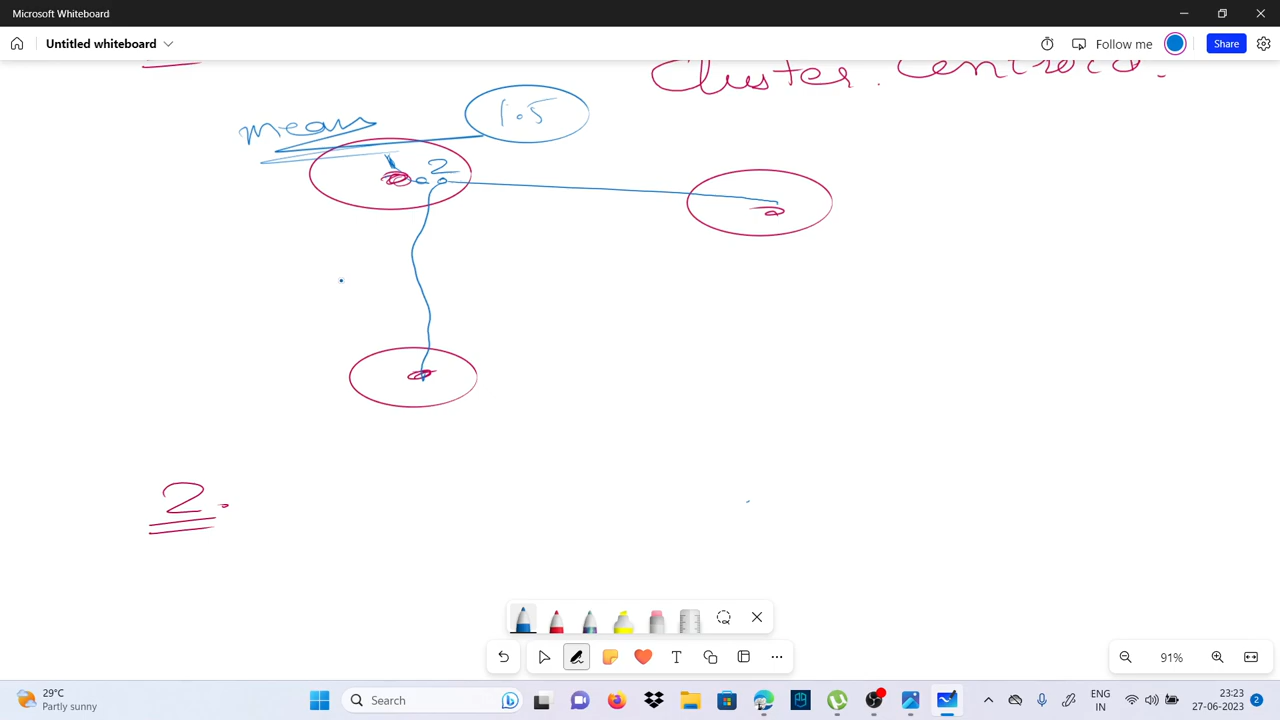 Microsoft Whiteboard
Untitled whiteboard
Follow me
Share
Cluster. Centroid.
mean
1.5
2
2.
91%
29°C
Partly sunny
Search
ENG
IN
23:23
27-06-2023
2